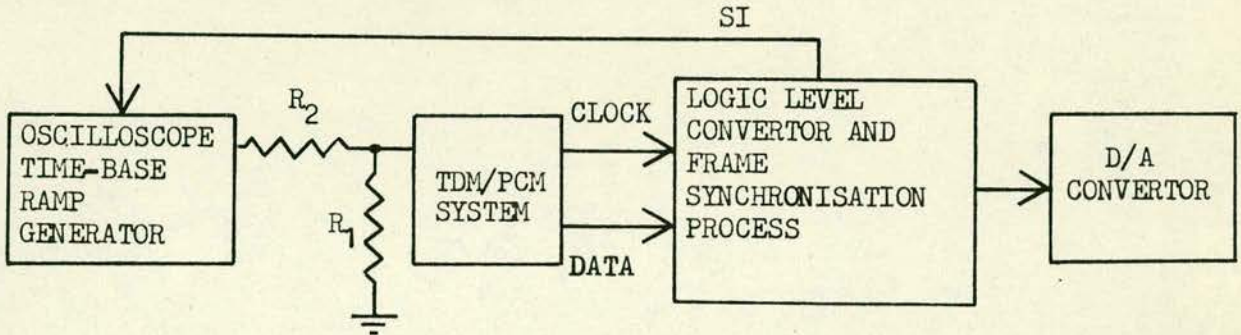 SI
OSCILLOSCOPE
TIME-BASE
RAMP
GENERATOR
R2
R1
TDM/PCM
SYSTEM
CLOCK
DATA
LOGIC LEVEL
CONVERTOR AND
FRAME
SYNCHRONISATION
PROCESS
D/A
CONVERTOR